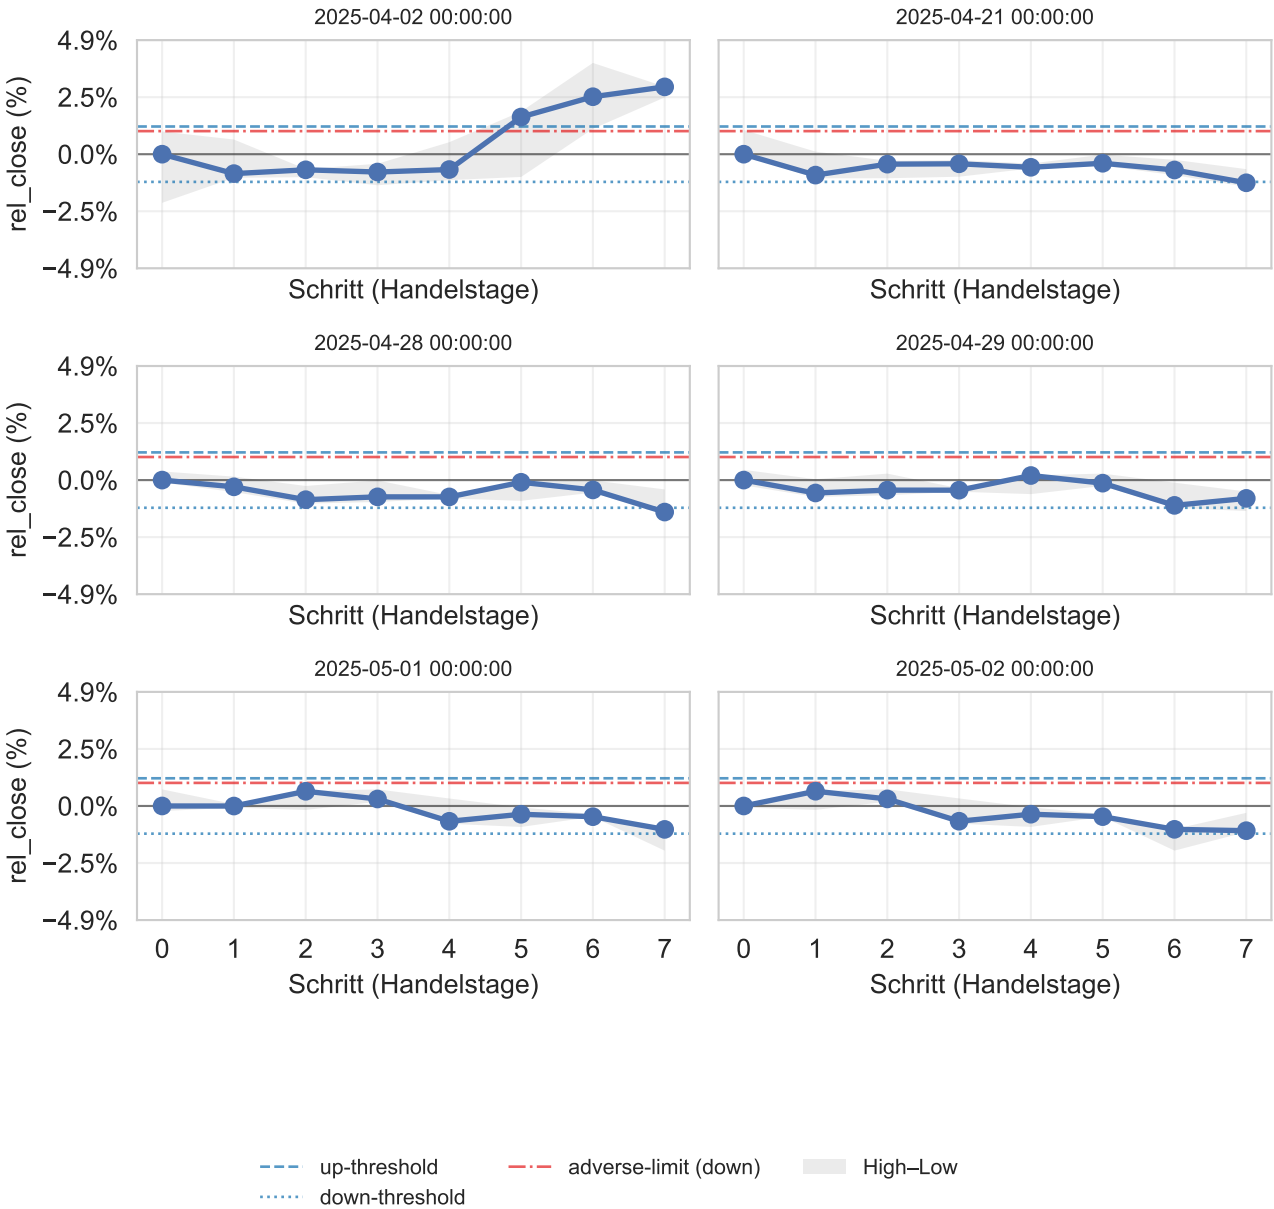 2025-04-02 00:00:00
2025-04-21 00:00:00
4.9%
2.5%
0.0%
−2.5%
−4.9%
rel_close (%)
Schritt (Handelstage)
Schritt (Handelstage)
2025-04-28 00:00:00
2025-04-29 00:00:00
4.9%
2.5%
0.0%
−2.5%
−4.9%
rel_close (%)
Schritt (Handelstage)
Schritt (Handelstage)
2025-05-01 00:00:00
2025-05-02 00:00:00
4.9%
2.5%
0.0%
−2.5%
−4.9%
rel_close (%)
0 1 2 3 4 5 6 7
0 1 2 3 4 5 6 7
Schritt (Handelstage)
Schritt (Handelstage)
up-threshold
down-threshold
adverse-limit (down)
High–Low